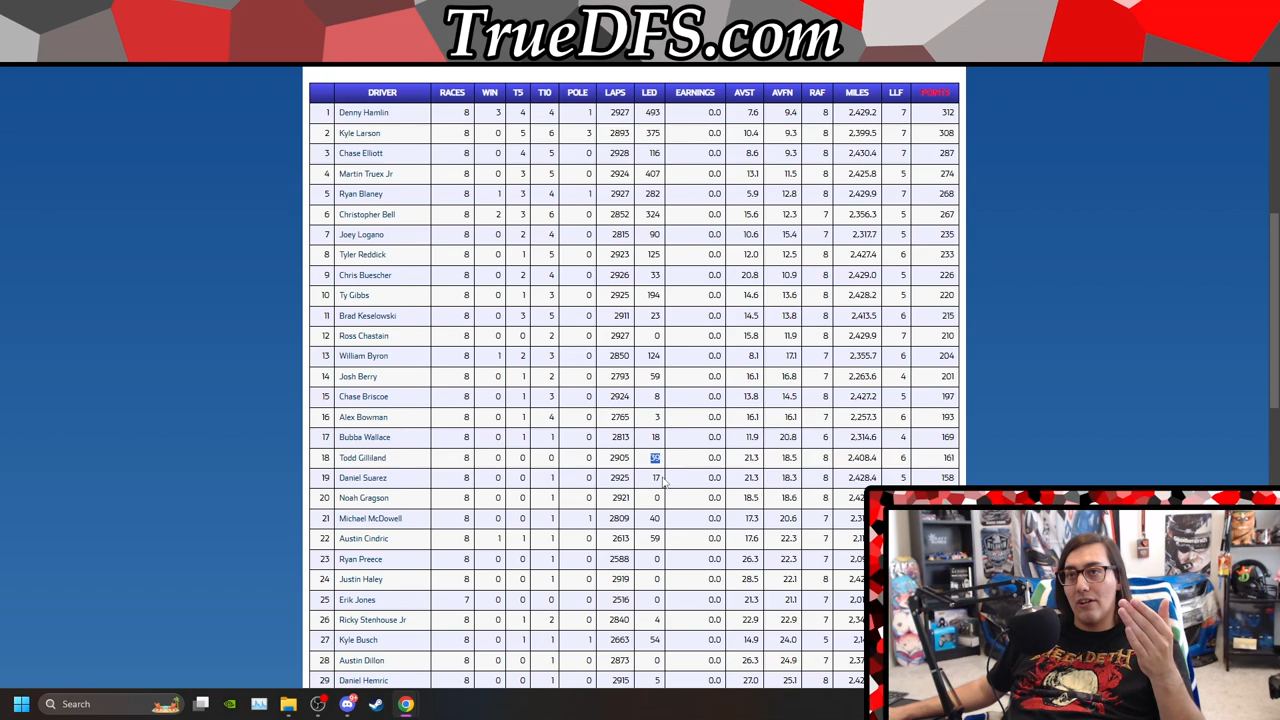 TrueDFS.com
DRIVER RACES WIN T5 T10 POLE LAPS LED EARNINGS AVST AVFN RAF MILES LLF POINTS
1 Denny Hamlin 8 3 4 4 1 2927 493 0.0 7.6 9.4 8 2,429.2 7 312
2 Kyle Larson 8 0 5 6 3 2893 375 0.0 10.4 9.3 8 2,399.5 7 308
3 Chase Elliott 8 0 4 5 0 2928 116 0.0 8.6 9.3 8 2,430.4 7 287
4 Martin Truex Jr 8 0 3 5 0 2924 407 0.0 13.1 11.5 8 2,425.8 5 274
5 Ryan Blaney 8 1 3 4 1 2927 282 0.0 5.9 12.8 8 2,429.9 7 268
6 Christopher Bell 8 2 3 6 0 2852 324 0.0 15.6 12.3 7 2,356.3 5 267
7 Joey Logano 8 0 2 4 0 2815 90 0.0 10.6 15.4 7 2,317.7 5 235
8 Tyler Reddick 8 0 1 5 0 2923 125 0.0 12.0 12.5 8 2,427.4 6 233
9 Chris Buescher 8 0 2 4 0 2926 33 0.0 20.8 10.9 8 2,429.0 5 226
10 Ty Gibbs 8 0 1 3 0 2925 194 0.0 14.6 13.6 8 2,428.2 5 220
11 Brad Keselowski 8 0 3 5 0 2911 23 0.0 14.5 13.8 8 2,413.5 6 215
12 Ross Chastain 8 0 0 2 0 2927 0 0.0 15.8 11.9 8 2,429.9 7 210
13 William Byron 8 1 2 3 0 2850 124 0.0 8.1 17.1 7 2,355.7 6 204
14 Josh Berry 8 0 1 2 0 2793 59 0.0 16.1 16.8 7 2,263.6 4 201
15 Chase Briscoe 8 0 1 3 0 2924 8 0.0 13.8 14.5 8 2,427.2 5 197
16 Alex Bowman 8 0 1 4 0 2765 3 0.0 16.1 16.1 7 2,257.3 6 193
17 Bubba Wallace 8 0 1 1 0 2813 18 0.0 11.9 20.8 6 2,314.6 4 169
18 Todd Gilliland 8 0 0 0 0 2905 39 0.0 21.3 18.5 8 2,408.4 6 161
19 Daniel Suarez 8 0 0 1 0 2925 17 0.0 21.3 18.3 8 2,428.4 5 158
20 Noah Gragson 8 0 0 1 0 2921 0 0.0 18.5 18.6 8
21 Michael McDowell 8 0 0 1 1 2809 40 0.0 17.3 20.6 7
22 Austin Cindric 8 1 1 1 0 2613 59 0.0 17.6 22.3 7
23 Ryan Preece 8 0 0 1 0 2588 0 0.0 26.3 22.3 7
24 Justin Haley 8 0 0 1 0 2919 0 0.0 28.5 22.1 8
25 Erik Jones 7 0 0 0 0 2516 0 0.0 21.3 21.1 7
26 Ricky Stenhouse Jr 8 0 1 2 0 2840 4 0.0 22.9 22.9 7
27 Kyle Busch 8 0 1 1 1 2663 54 0.0 14.9 24.0 5
28 Austin Dillon 8 0 0 1 0 2873 0 0.0 26.3 24.9 7
29 Daniel Hemric 8 0 0 1 0 2915 5 0.0 27.0 25.1 8
MEGADETH
Search